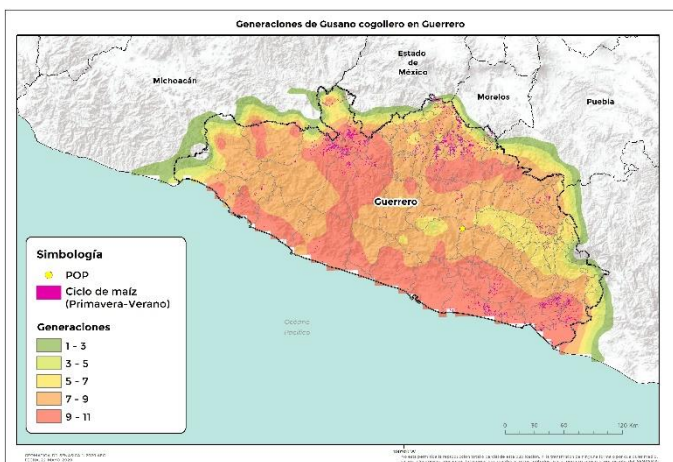 Generaciones de Gusano cogollero en Guerrero
Estado
de
México
Michoacán
Morelos
Puebla
Guerrero
Simbología
POP
Ciclo de maíz
(Primavera-Verano)
Generaciones
1 - 3
3 - 5
5 - 7
7 - 9
9 - 11
Océano
Pacífico
0 30 60 120 Km